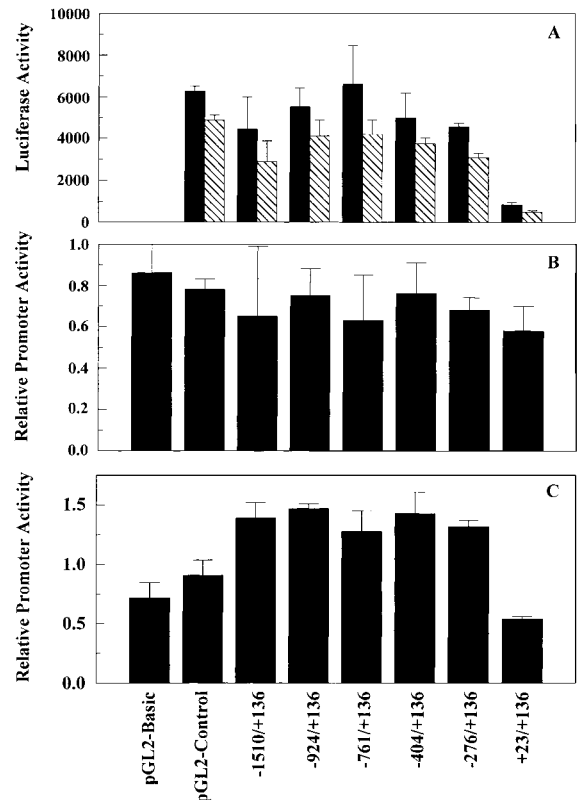 A
Luciferase Activity
10000
8000
6000
4000
2000
0
B
Relative Promoter Activity
1.0
0.8
0.6
0.4
0.2
0.0
C
Relative Promoter Activity
1.5
1.0
0.5
0.0
pGL2-Basic
pGL2-Control
-1510/+136
-924/+136
-761/+136
-404/+136
-276/+136
+23/+136